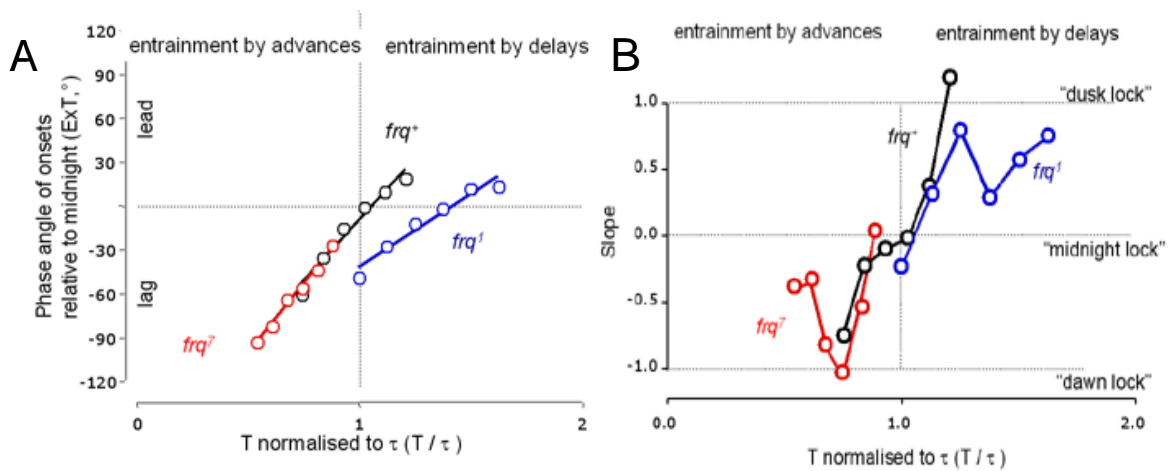 A
entrainment by advances
entrainment by delays
Phase angle of onsets
relative to midnight (ExT,°)
lead
lag
120
90
60
30
-30
-60
-90
-120
frq⁺
frq¹
frq⁷
0
1
2
T normalised to τ (T / τ)
B
entrainment by advances
entrainment by delays
Slope
1.0
0.5
0.0
-0.5
-1.0
"dusk lock"
"midnight lock"
"dawn lock"
frq⁺
frq¹
frq⁷
0.0
1.0
2.0
T normalised to τ (T / τ)